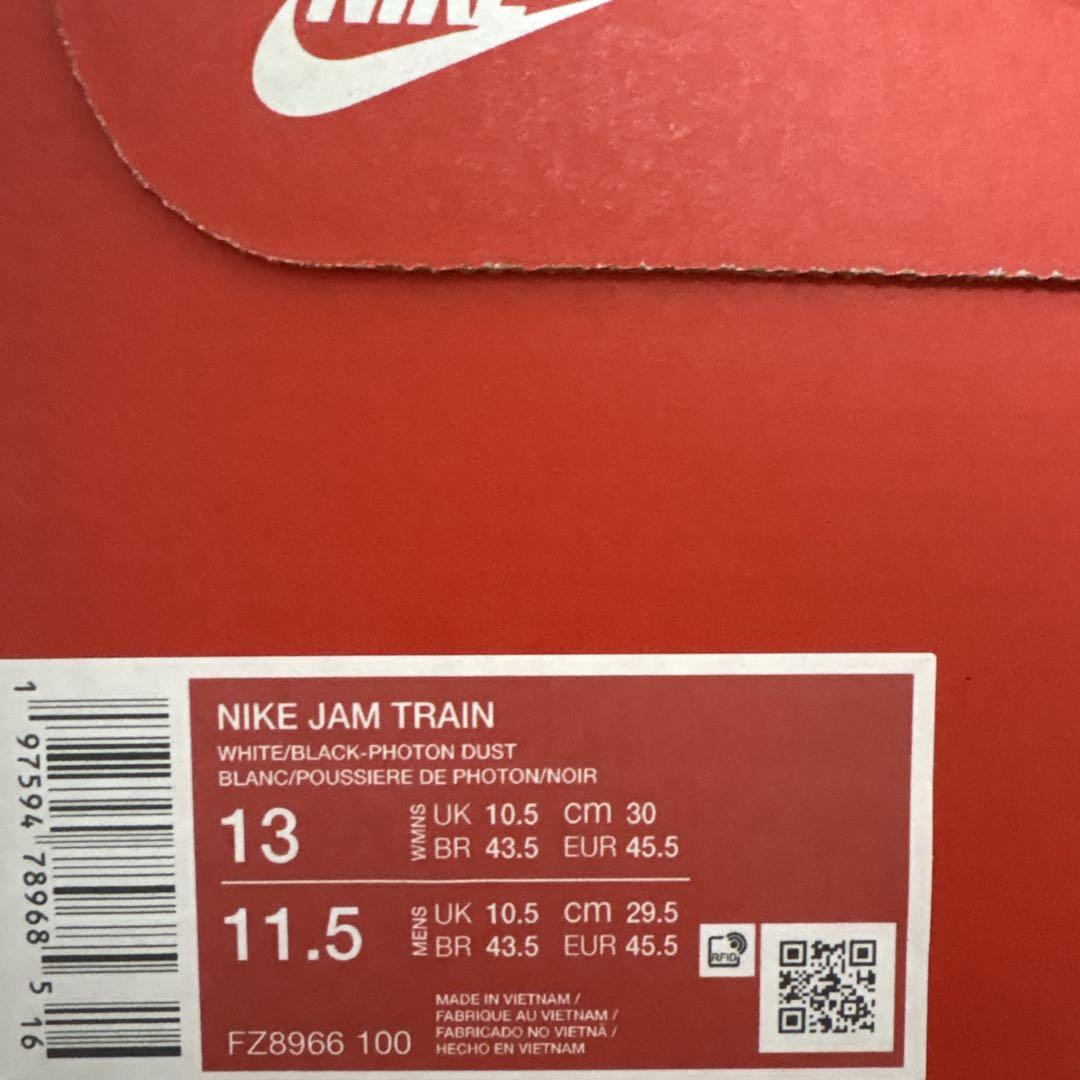 NIKE
NIKE JAM TRAIN
WHITE/BLACK-PHOTON DUST
BLANC/POUSSIERE DE PHOTON/NOIR
13 WMNS UK 10.5 CM 30
BR 43.5 EUR 45.5
11.5 MENS UK 10.5 CM 29.5
BR 43.5 EUR 45.5
RFID
MADE IN VIETNAM /
FABRIQUE AU VIETNAM /
FABRICADO NO VIETNÃ /
HECHO EN VIETNAM
FZ8966 100
1 97594 78968 5 16